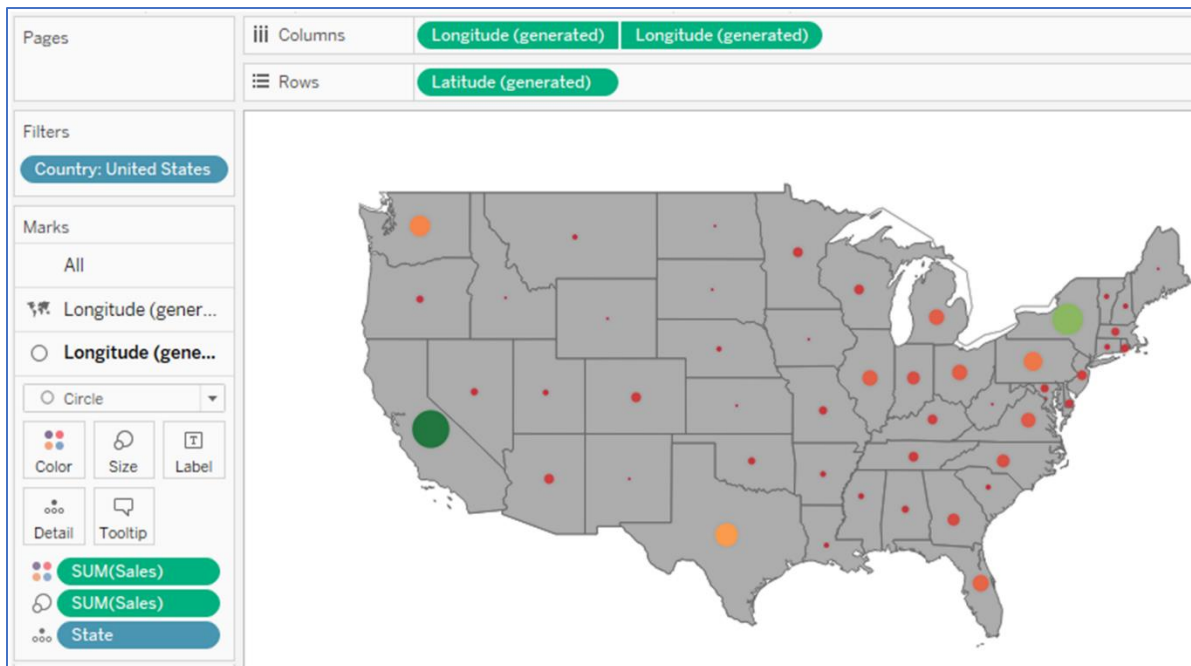 Pages
Columns
Longitude (generated) Longitude (generated)
Rows
Latitude (generated)
Filters
Country: United States
Marks
All
Longitude (gener...
Longitude (gene...
Circle
Color
Size
Label
Detail
Tooltip
SUM(Sales)
SUM(Sales)
State